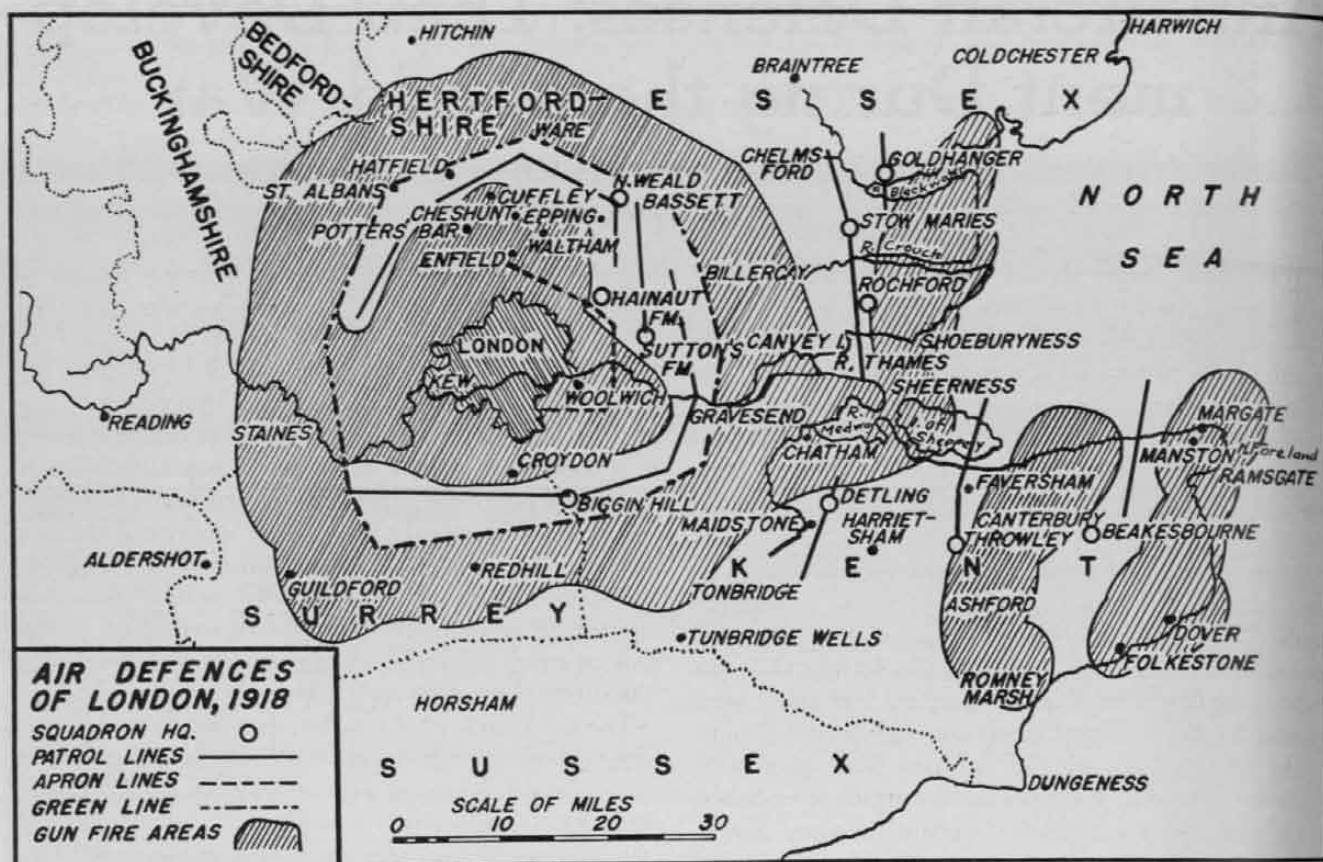 HARWICH
COLDCHESTER
HITCHIN
BEDFORD-
SHIRE
BUCKINGHAMSHIRE
BRAINTREE
HERTFORD-
SHIRE
ESSEX
WARE
HATFIELD
ST. ALBANS
CHELMS
FORD
GOLDHANGER
R. Blackwater
N. WEALD
BASSETT
CUFFLEY
CHESHUNT
EPPING
POTTERS
BAR
WALTHAM
ENFIELD
STOW MARIES
R. Crouch
NORTH
SEA
BILLERCAY
ROCHFORD
HAINAUT
FM.
LONDON
SUTTON'S
FM
CANVEY I.
SHOEBURYNESS
R. THAMES
KEW
WOOLWICH
SHEERNESS
READING
STAINES
GRAVESEND
R.
Medway
I. of
Sheppey
MARGATE
CHATHAM
MANSTON
N. Foreland
RAMSGATE
CROYDON
FAVERSHAM
BIGGIN HILL
DETLING
MAIDSTONE
HARRIET-
SHAM
CANTERBURY
THROWLEY
BEAKESBOURNE
ALDERSHOT
GUILDFORD
REDHILL
KENT
TONBRIDGE
ASHFORD
SURREY
TUNBRIDGE WELLS
DOVER
FOLKESTONE
ROMNEY
MARSH
HORSHAM
SUSSEX
DUNGENESS
AIR DEFENCES
OF LONDON, 1918
SQUADRON HQ.
PATROL LINES
APRON LINES
GREEN LINE
GUN FIRE AREAS
SCALE OF MILES
0 10 20 30